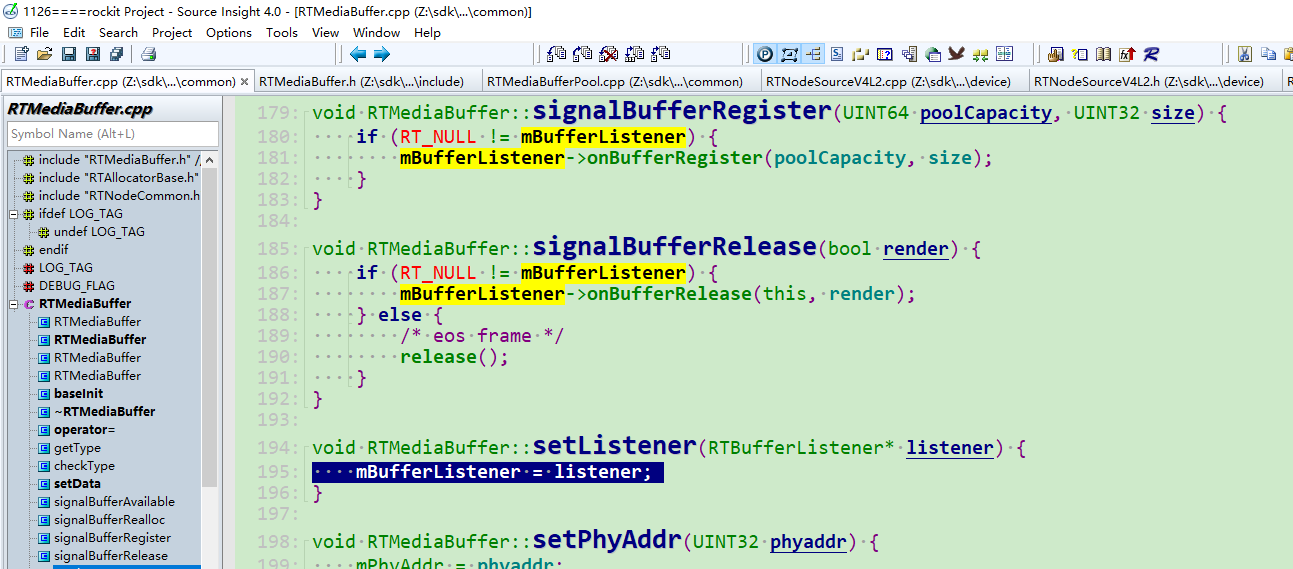 1126====rockit Project - Source Insight 4.0 - [RTMediaBuffer.cpp (Z:\sdk\...\common)]
File Edit Search Project Options Tools View Window Help
RTMediaBuffer.cpp (Z:\sdk\...\common) × RTMediaBuffer.h (Z:\sdk\...\include) RTMediaBufferPool.cpp (Z:\sdk\...\common) RTNodeSourceV4L2.cpp (Z:\sdk\...\device) RTNodeSourceV4L2.h (Z:\sdk\...\device)
RTMediaBuffer.cpp
Symbol Name (Alt+L)
include "RTMediaBuffer.h" /
include "RTAllocatorBase.h"
include "RTNodeCommon.h
ifdef LOG_TAG
undef LOG_TAG
endif
LOG_TAG
DEBUG_FLAG
RTMediaBuffer
RTMediaBuffer
RTMediaBuffer
RTMediaBuffer
RTMediaBuffer
baseInit
~RTMediaBuffer
operator=
getType
checkType
setData
signalBufferAvailable
signalBufferRealloc
signalBufferRegister
signalBufferRelease
179: void RTMediaBuffer::signalBufferRegister(UINT64 poolCapacity, UINT32 size) {
180: if (RT_NULL != mBufferListener) {
181: mBufferListener->onBufferRegister(poolCapacity, size);
182: }
183: }
184:
185: void RTMediaBuffer::signalBufferRelease(bool render) {
186: if (RT_NULL != mBufferListener) {
187: mBufferListener->onBufferRelease(this, render);
188: } else {
189: /* eos frame */
190: release();
191: }
192: }
193:
194: void RTMediaBuffer::setListener(RTBufferListener* listener) {
195: mBufferListener = listener;
196: }
197:
198: void RTMediaBuffer::setPhyAddr(UINT32 phyaddr) {
199: mPhyAddr = phyaddr;